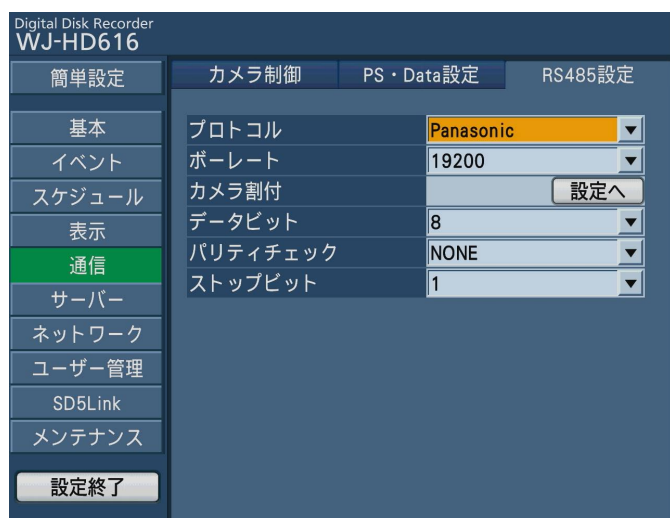 Digital Disk Recorder
WJ-HD616
簡単設定
基本
イベント
スケジュール
表示
通信
サーバー
ネットワーク
ユーザー管理
SD5Link
メンテナンス
設定終了
カメラ制御 PS・Data設定 RS485設定
プロトコル Panasonic
ボーレート 19200
カメラ割付 設定へ
データビット 8
パリティチェック NONE
ストップビット 1